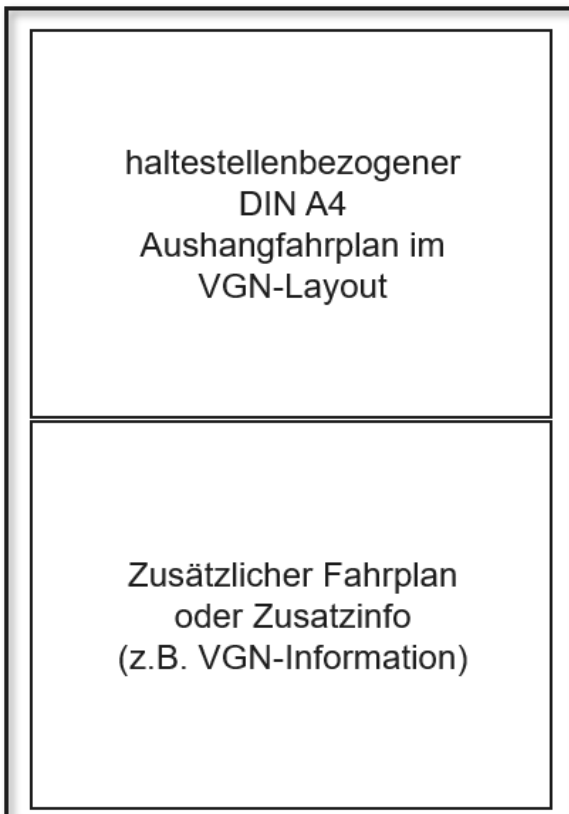 haltestellenbezogener
DIN A4
Aushangfahrplan im
VGN-Layout
Zusätzlicher Fahrplan
oder Zusatzinfo
(z.B. VGN-Information)